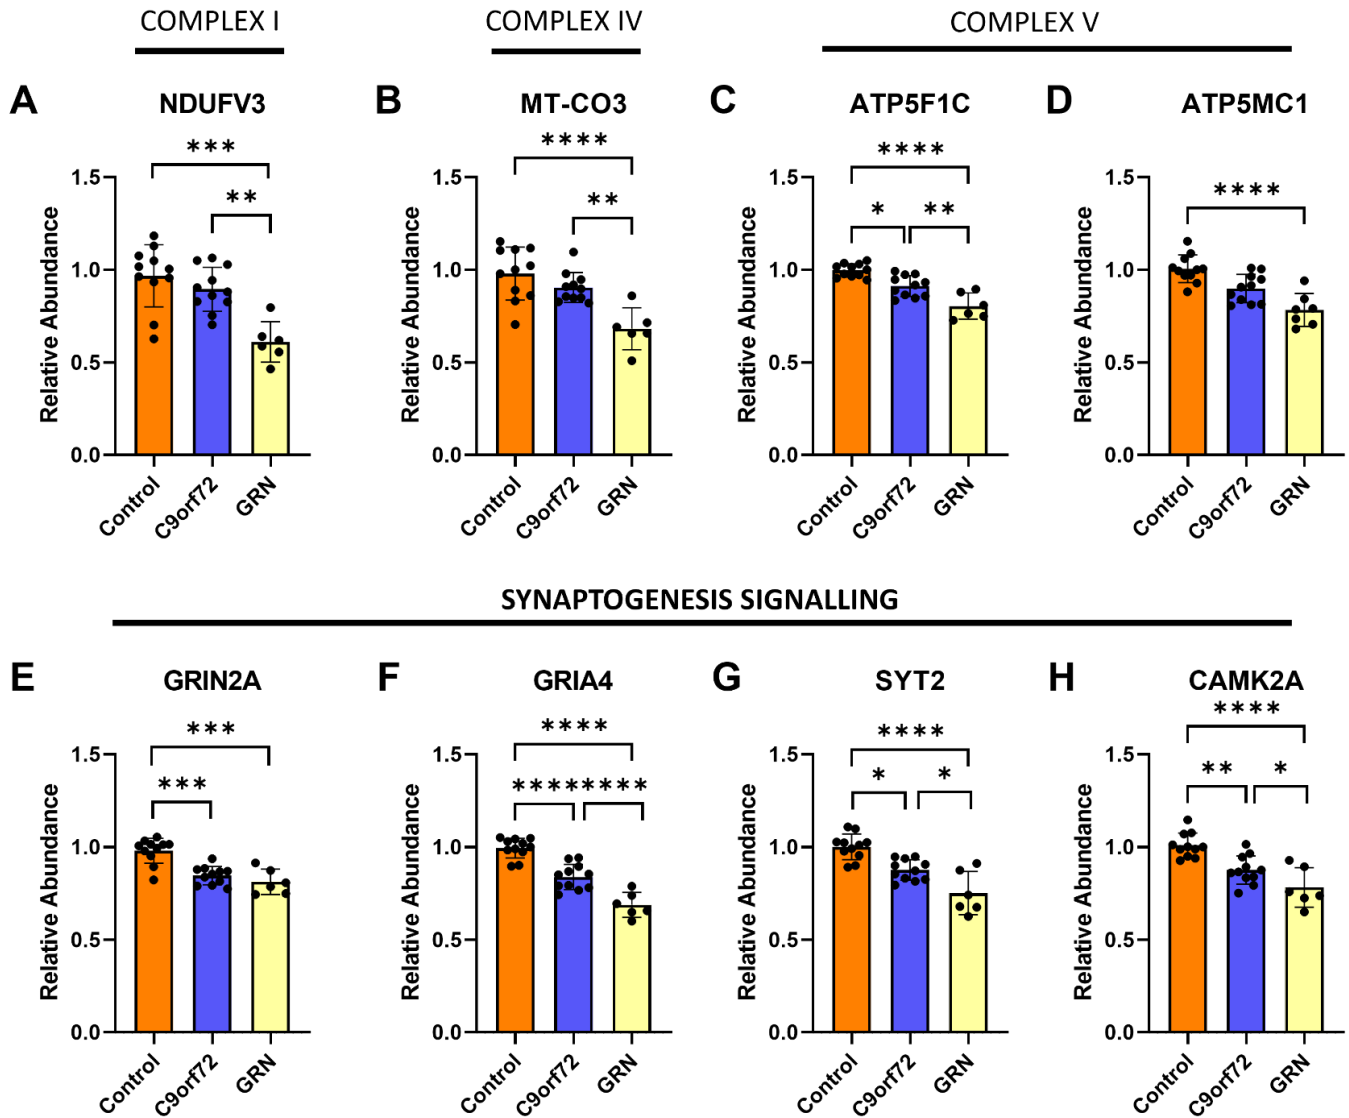 COMPLEX I COMPLEX IV COMPLEX V
A NDUFV3 B MT-CO3 C ATP5F1C D ATP5MC1
*** **** **** ****
** ** * **
1.5 1.5 1.5 1.5
1.0 1.0 1.0 1.0
0.5 0.5 0.5 0.5
0.0 0.0 0.0 0.0
Relative Abundance Relative Abundance Relative Abundance Relative Abundance
Control C9orf72 GRN Control C9orf72 GRN Control C9orf72 GRN Control C9orf72 GRN
SYNAPTOGENESIS SIGNALLING
E GRIN2A F GRIA4 G SYT2 H CAMK2A
*** **** **** ****
*** **** **** * * ** *
1.5 1.5 1.5 1.5
1.0 1.0 1.0 1.0
0.5 0.5 0.5 0.5
0.0 0.0 0.0 0.0
Relative Abundance Relative Abundance Relative Abundance Relative Abundance
Control C9orf72 GRN Control C9orf72 GRN Control C9orf72 GRN Control C9orf72 GRN